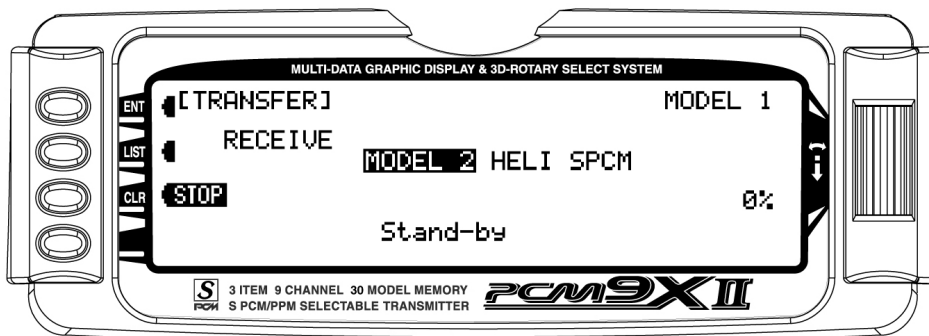 MULTI-DATA GRAPHIC DISPLAY & 3D-ROTARY SELECT SYSTEM
ENT
[TRANSFER] MODEL 1
LIST
RECEIVE
MODEL 2 HELI SPCM
CLR
STOP 0%
Stand-by
S PCM 3 ITEM 9 CHANNEL 30 MODEL MEMORY
S PCM/PPM SELECTABLE TRANSMITTER
PCM9XII